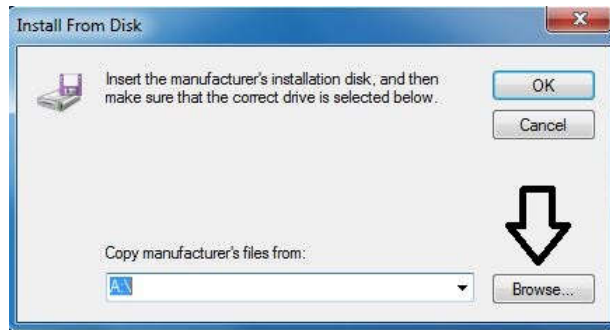 Install From Disk
Insert the manufacturer's installation disk, and then
make sure that the correct drive is selected below.
OK
Cancel
Copy manufacturer's files from:
A:\
Browse...